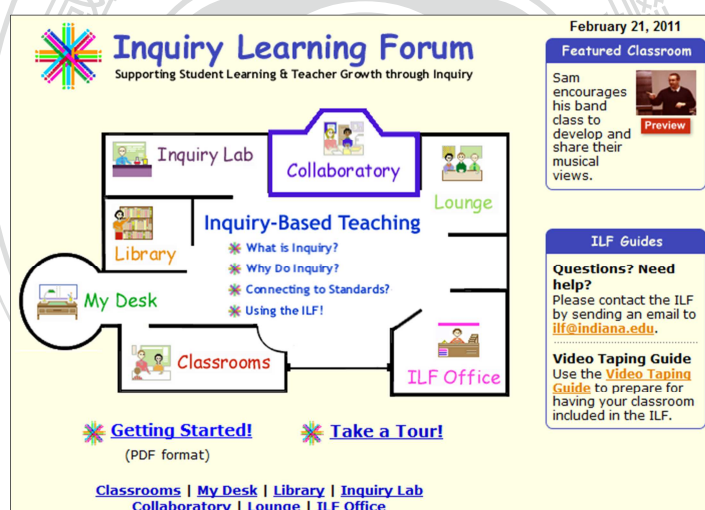 February 21, 2011
Inquiry Learning Forum
Supporting Student Learning & Teacher Growth through Inquiry
Inquiry Lab
Collaboratory
Lounge
Library
Inquiry-Based Teaching
What is Inquiry?
Why Do Inquiry?
Connecting to Standards?
Using the ILF!
My Desk
Classrooms
ILF Office
Getting Started!
(PDF format)
Take a Tour!
Classrooms | My Desk | Library | Inquiry Lab
Collaboratory | Lounge | ILF Office
Featured Classroom
Sam
encourages
his band
class to
develop and
share their
musical
views.
Preview
ILF Guides
Questions? Need
help?
Please contact the ILF
by sending an email to
ilf@indiana.edu.
Video Taping Guide
Use the Video Taping
Guide to prepare for
having your classroom
included in the ILF.